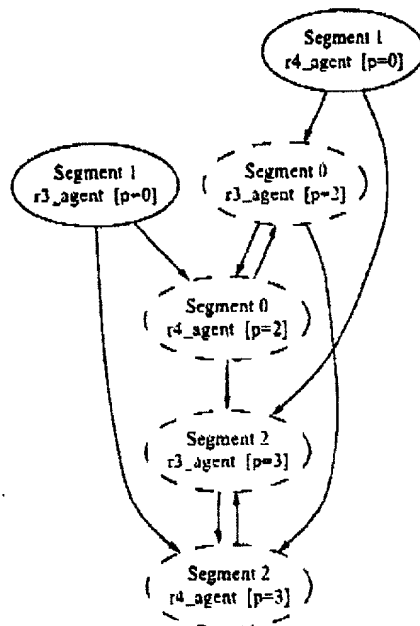 Segment 1
r4_agent [p=0]
Segment 0
r3_agent [p=2]
Segment 1
r3_agent [p=0]
Segment 0
r4_agent [p=2]
Segment 2
r3_agent [p=3]
Segment 2
r4_agent [p=3]